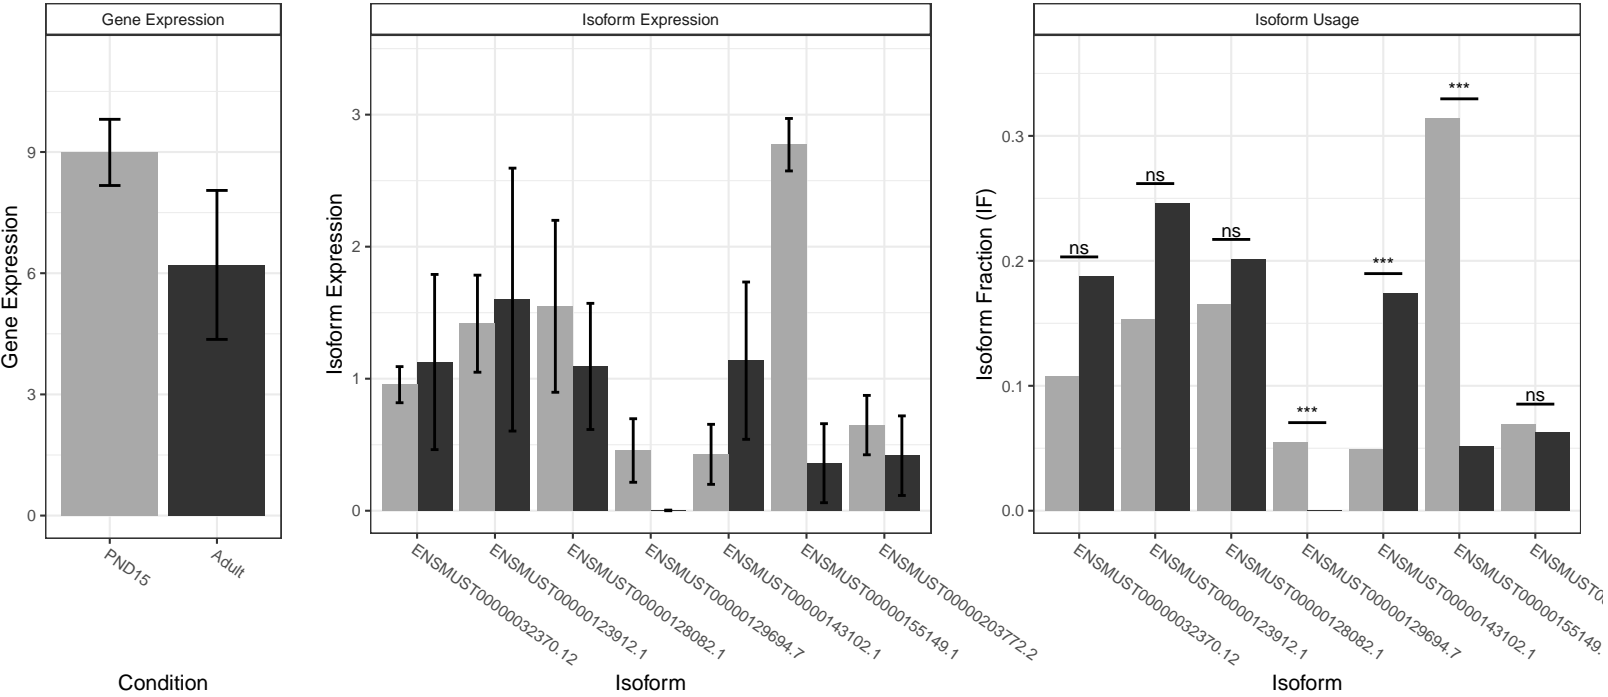 Gene Expression
Isoform Expression
Isoform Usage
Gene Expression
9
6
3
0
PND15
Adult
Condition
Isoform Expression
3
2
1
0
ENSMUST00000032370.12
ENSMUST00000123912.1
ENSMUST00000128082.1
ENSMUST00000129694.7
ENSMUST00000143102.1
ENSMUST00000155149.1
ENSMUST00000203772.2
Isoform
Isoform Fraction (IF)
0.3
0.2
0.1
0.0
ns
ns
ns
***
***
***
ns
ENSMUST00000032370.12
ENSMUST00000123912.1
ENSMUST00000128082.1
ENSMUST00000129694.7
ENSMUST00000143102.1
ENSMUST00000155149.
Isoform